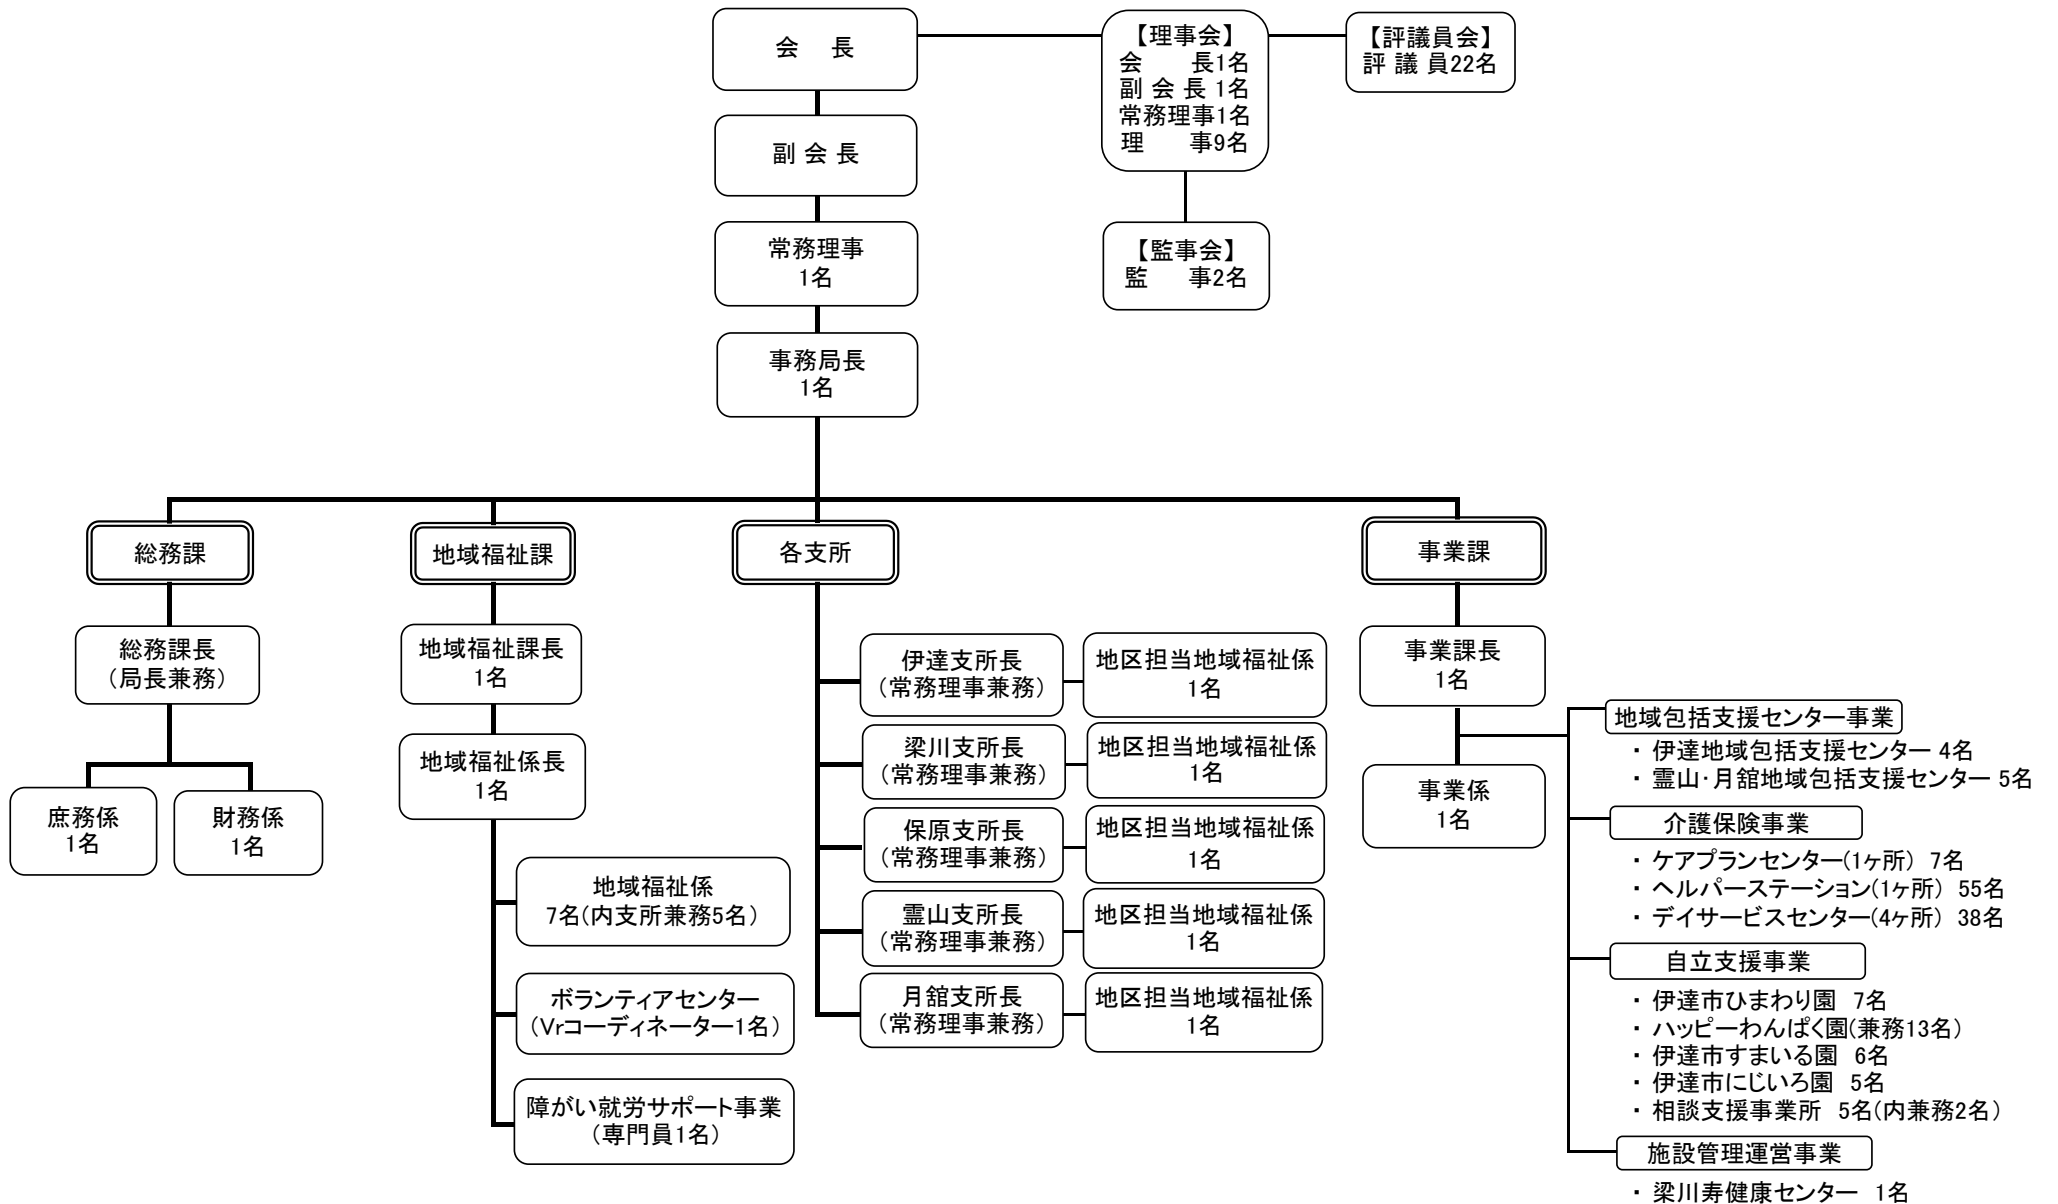 会 長
【理事会】
会 長1名
副 会 長 1名
常務理事1名
理 事9名
【評議員会】
評 議 員22名
副 会 長
常務理事
1名
【監事会】
監 事2名
事務局長
1名
総務課
総務課長
(局長兼務)
庶務係
1名
財務係
1名
地域福祉課
地域福祉課長
1名
地域福祉係長
1名
地域福祉係
7名(内支所兼務5名)
ボランティアセンター
(Vrコーディネーター1名)
障がい就労サポート事業
(専門員1名)
各支所
伊達支所長
(常務理事兼務)
地区担当地域福祉係
1名
梁川支所長
(常務理事兼務)
地区担当地域福祉係
1名
保原支所長
(常務理事兼務)
地区担当地域福祉係
1名
霊山支所長
(常務理事兼務)
地区担当地域福祉係
1名
月舘支所長
(常務理事兼務)
地区担当地域福祉係
1名
事業課
事業課長
1名
事業係
1名
地域包括支援センター事業
・ 伊達地域包括支援センター 4名
・ 霊山・月舘地域包括支援センター 5名
介護保険事業
・ ケアプランセンター(1ヶ所) 7名
・ ヘルパーステーション(1ヶ所) 55名
・ デイサービスセンター(4ヶ所) 38名
自立支援事業
・ 伊達市ひまわり園 7名
・ ハッピーわんぱく園(兼務13名)
・ 伊達市すまいる園 6名
・ 伊達市にじいろ園 5名
・ 相談支援事業所 5名(内兼務2名)
施設管理運営事業
・ 梁川寿健康センター 1名